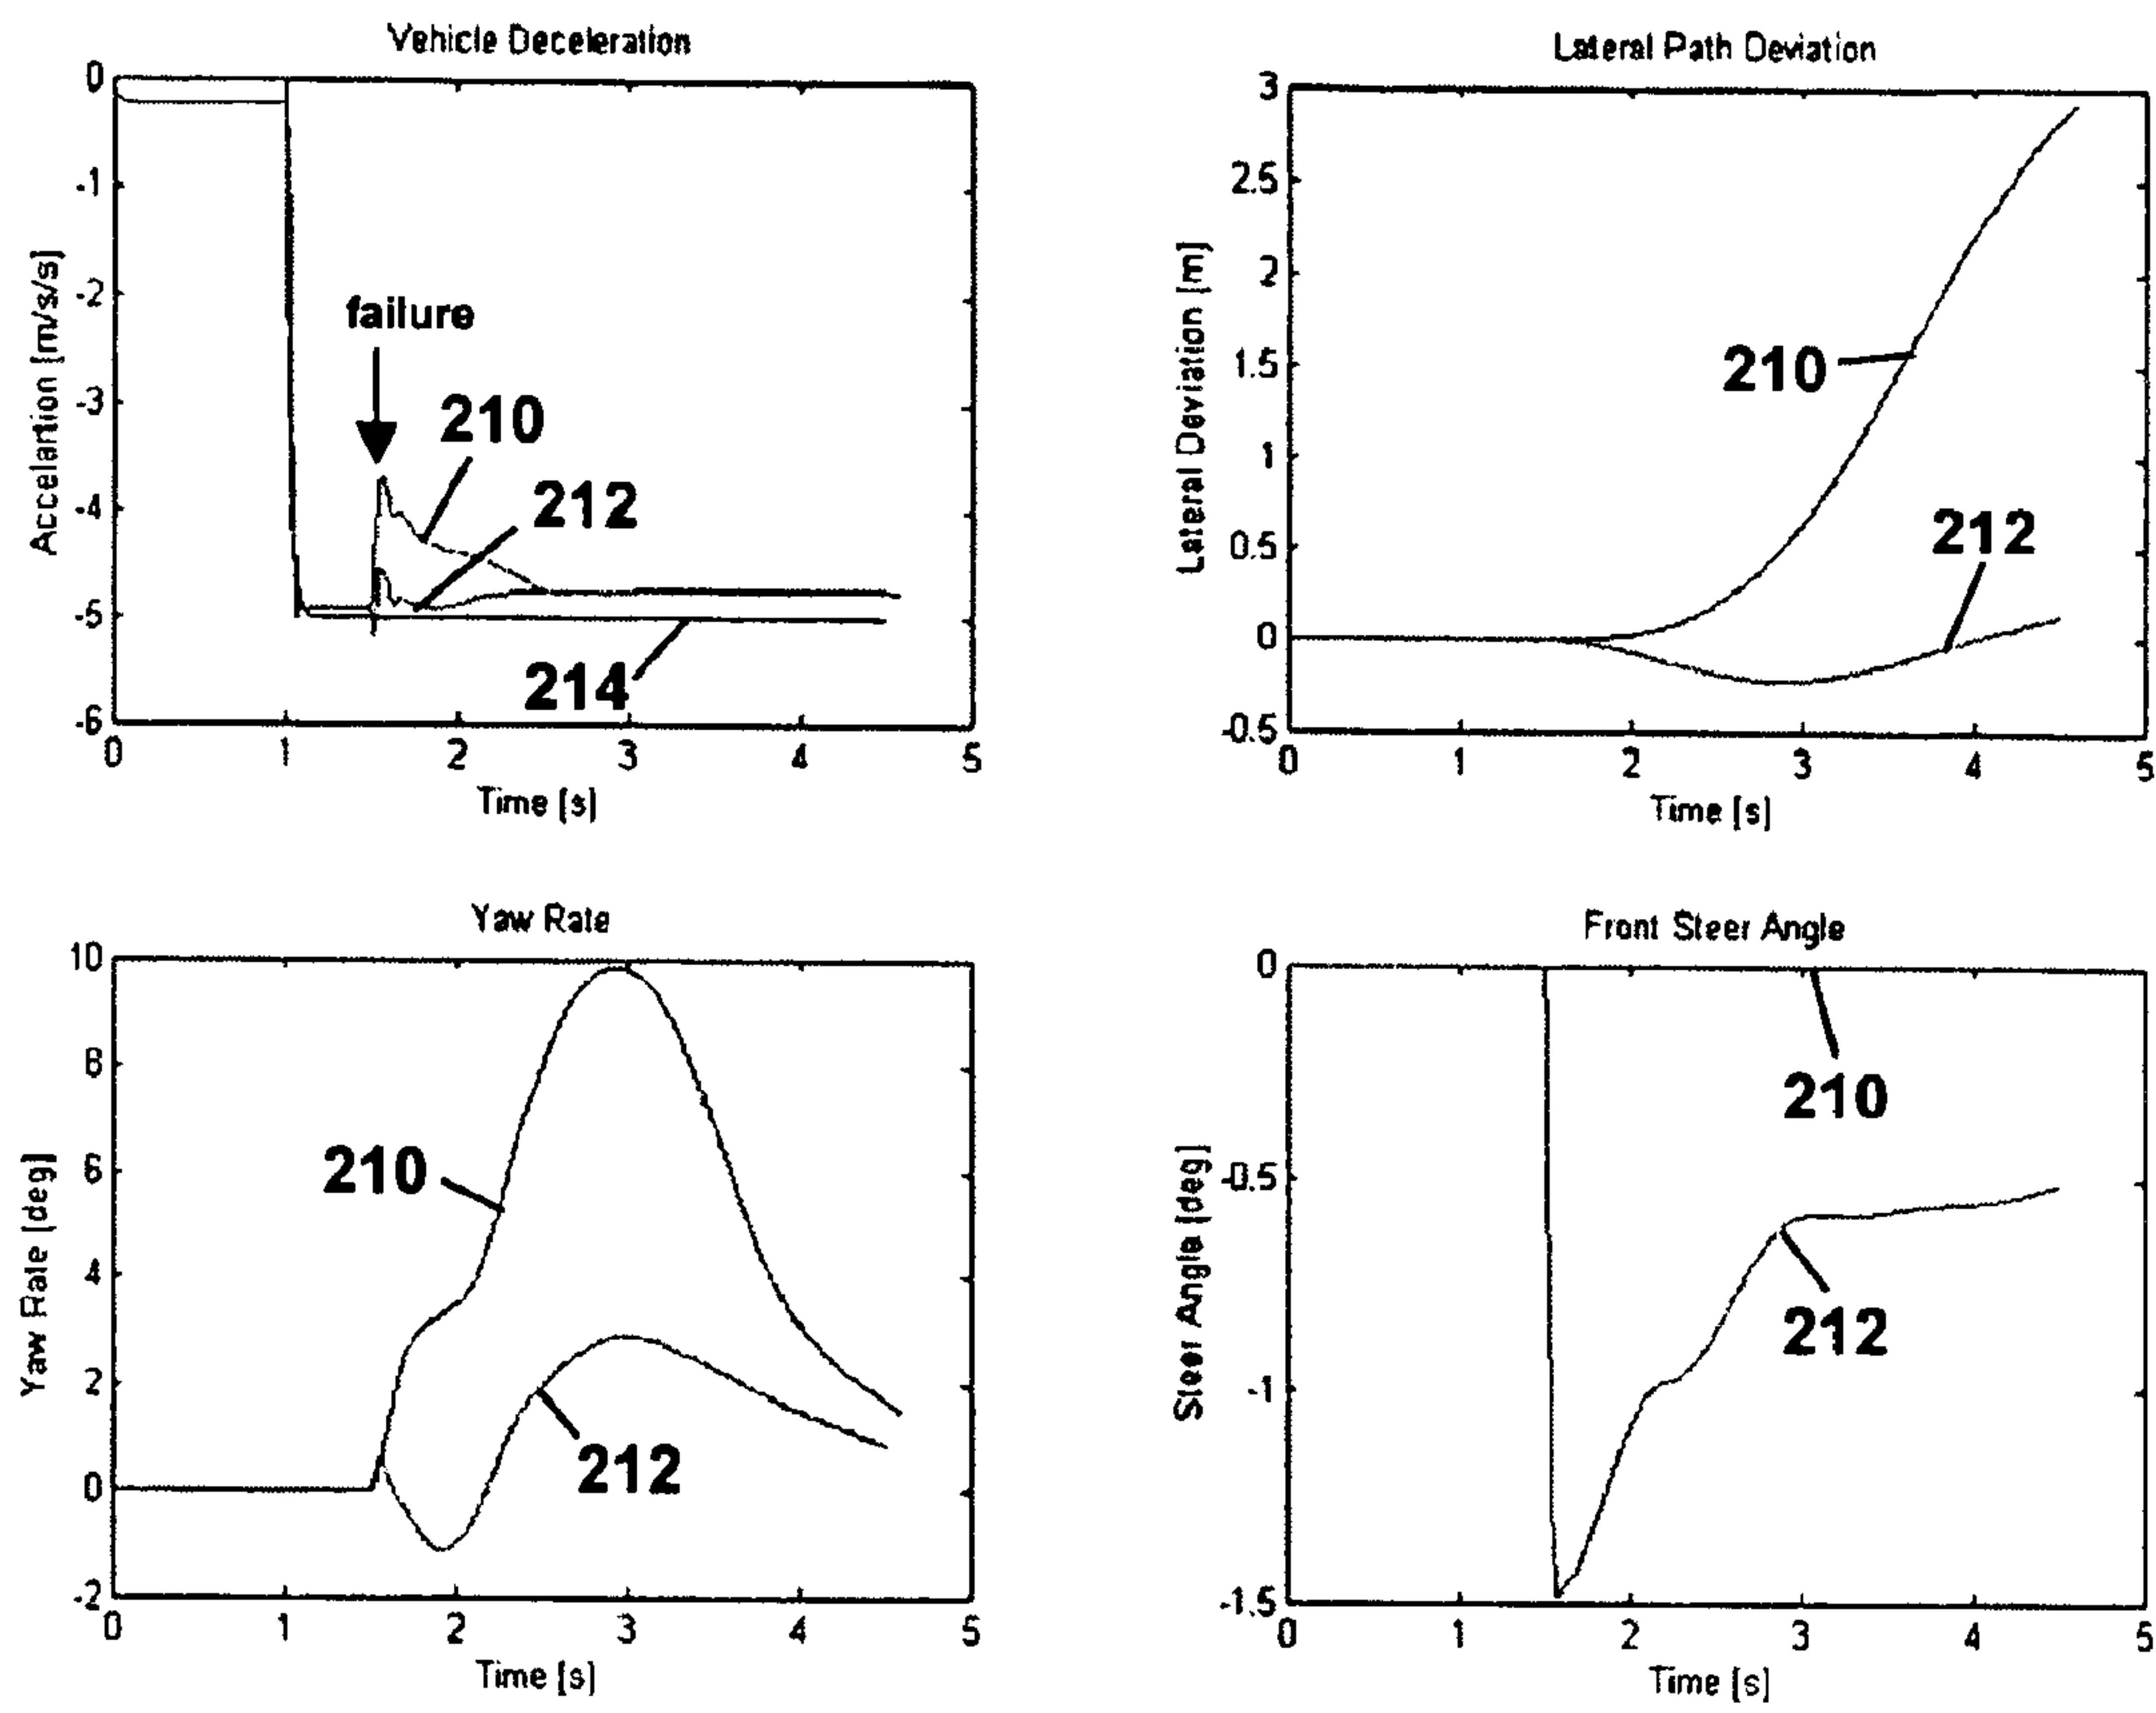 Vehicle Deceleration
0
-1
-2
-3
-4
-5
-6
Accelartion [m/s/s]
failure
210
212
214
0 1 2 3 4 5
Time [s]
Lateral Path Deviation
3
2.5
2
1.5
1
0.5
0
-0.5
Lateral Deviation [m]
210
212
0 1 2 3 4 5
Time [s]
Yaw Rate
10
8
6
4
2
0
-2
Yaw Rate [deg]
210
212
0 1 2 3 4 5
Time [s]
Front Steer Angle
0
-0.5
-1
-1.5
Steer Angle [deg]
210
212
0 1 2 3 4 5
Time [s]